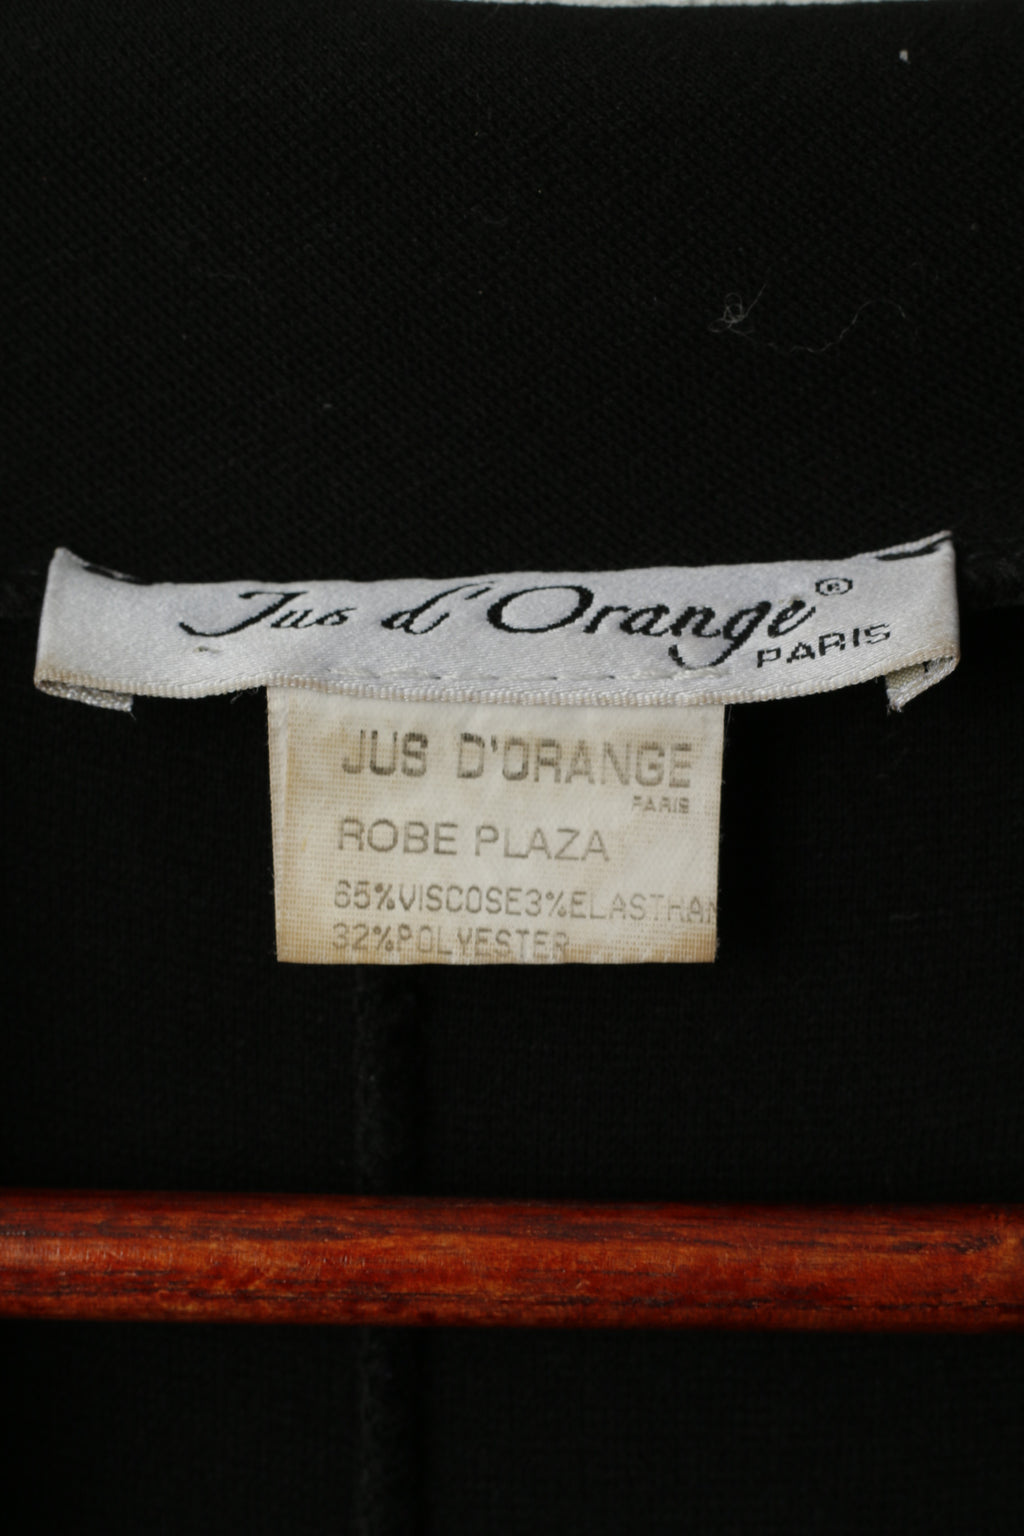 Jus d'Orange®
PARIS
JUS D'ORANGE
PARIS
ROBE PLAZA
65%VISCOSE3%ELASTHAN
32%POLYESTER